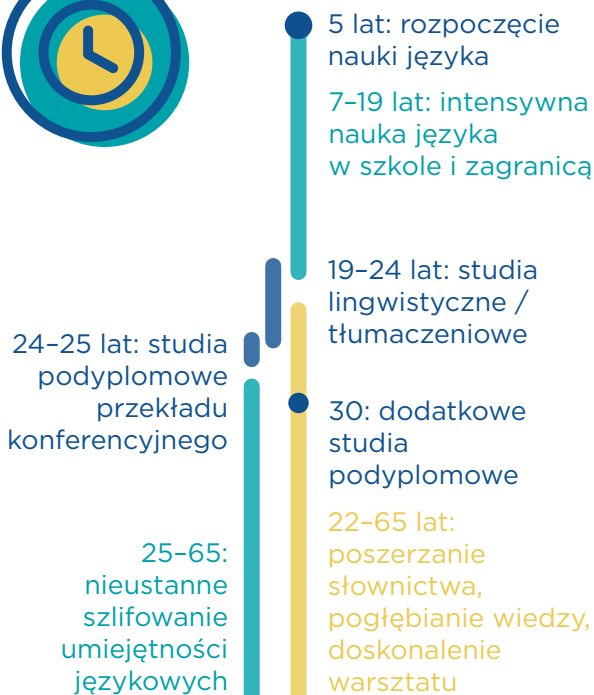 5 lat: rozpoczęcie
nauki języka
7–19 lat: intensywna
nauka języka
w szkole i zagranicą
19–24 lat: studia
lingwistyczne /
tłumaczeniowe
24–25 lat: studia
podyplomowe
przekładu
konferencyjnego
30: dodatkowe
studia
podyplomowe
22–65 lat:
poszerzanie
słownictwa,
pogłębianie wiedzy,
doskonalenie
warsztatu
25–65:
nieustanne
szlifowanie
umiejętności
językowych